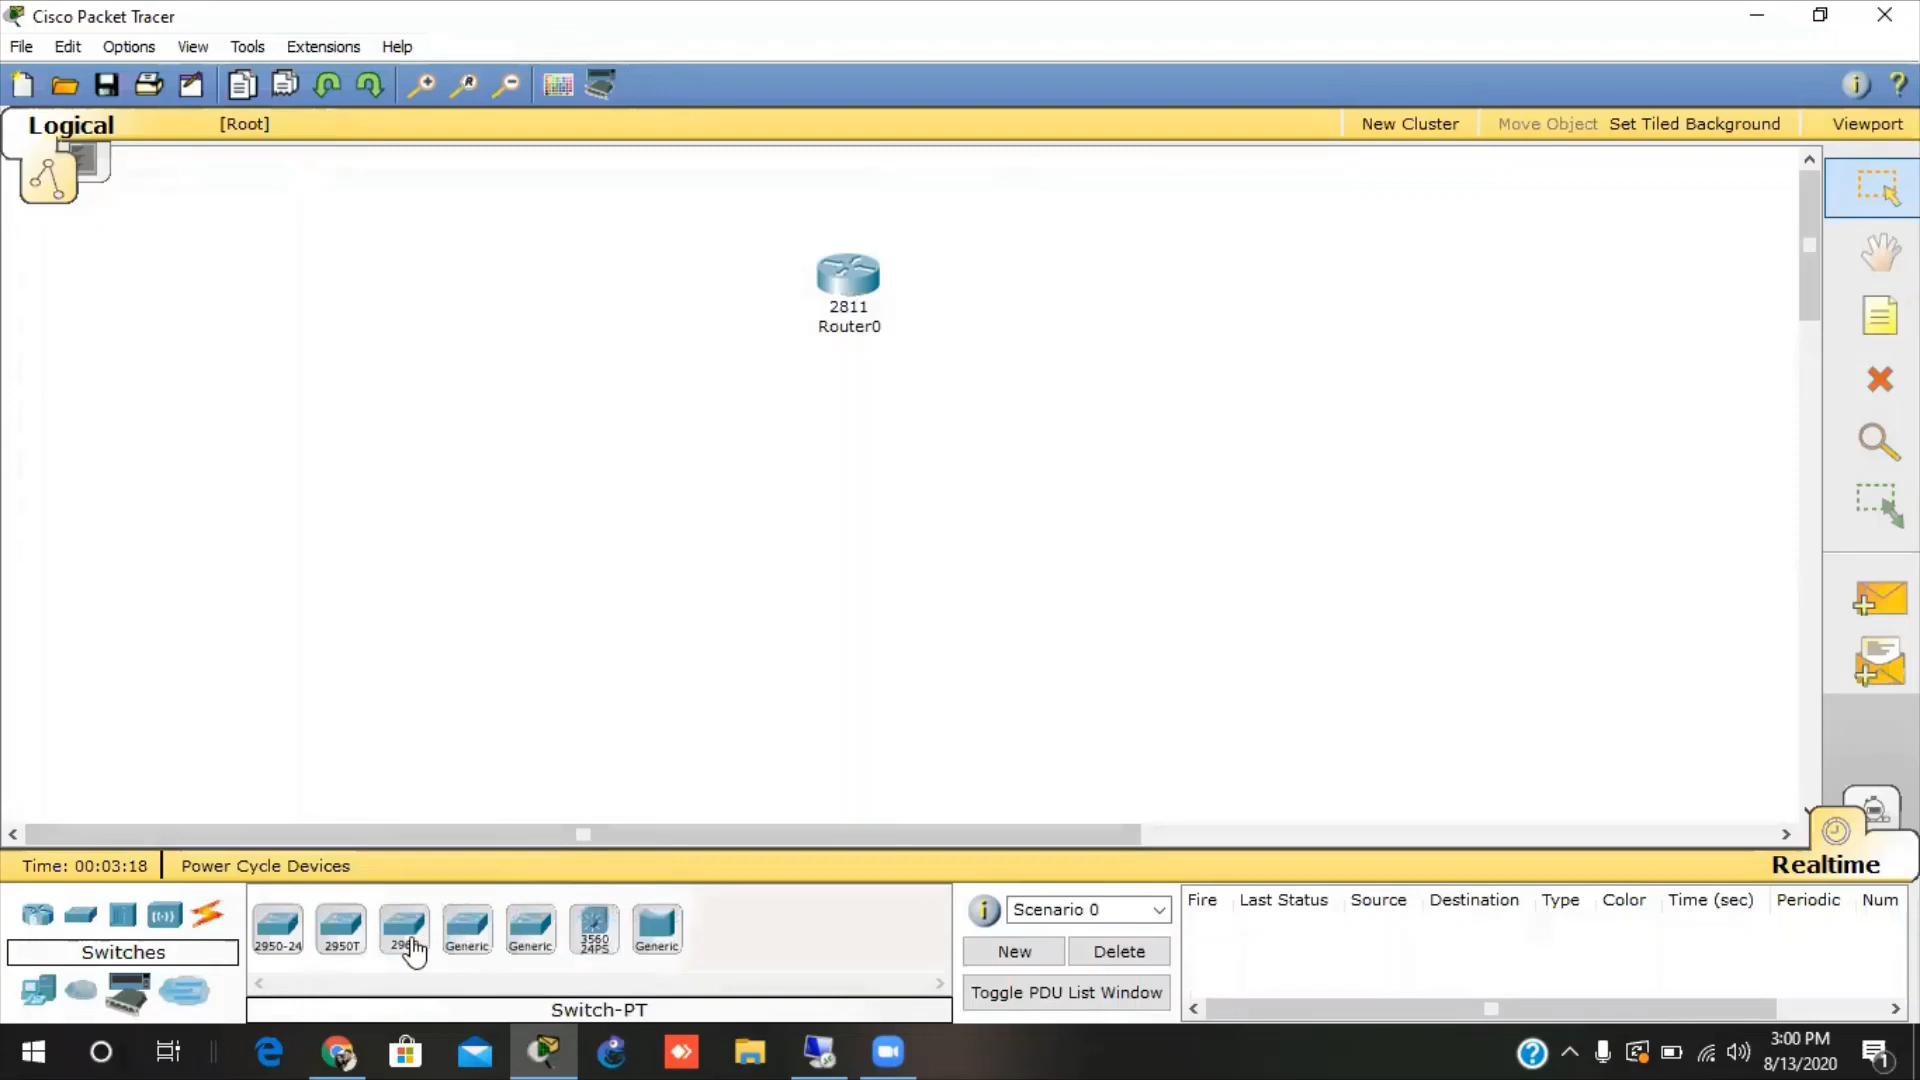 Cisco Packet Tracer
File Edit Options View Tools Extensions Help
Logical [Root] New Cluster Move Object Set Tiled Background Viewport
2811
Router0
Time: 00:03:18 Power Cycle Devices Realtime
Switches
2950-24 2950T Generic Generic 3560 24PS Generic
Switch-PT
Scenario 0
New Delete
Toggle PDU List Window
Fire Last Status Source Destination Type Color Time (sec) Periodic Num
3:00 PM
8/13/2020
1